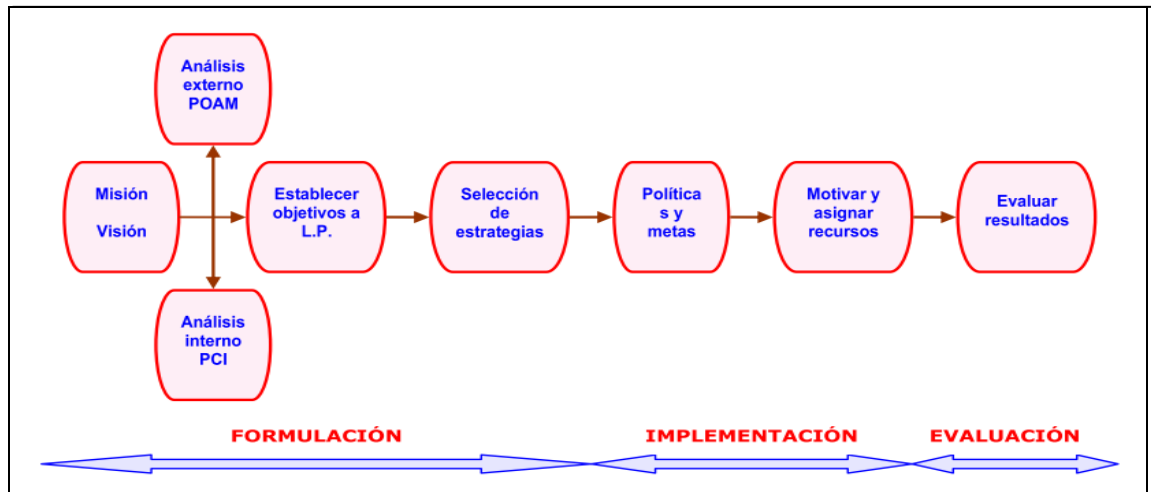 Análisis
externo
POAM
Misión
Visión
Establecer
objetivos a
L.P.
Selección
de
estrategias
Política
s y
metas
Motivar y
asignar
recursos
Evaluar
resultados
Análisis
interno
PCI
FORMULACIÓN
IMPLEMENTACIÓN
EVALUACIÓN